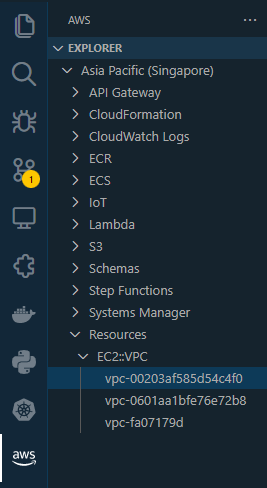 AWS
EXPLORER
Asia Pacific (Singapore)
API Gateway
CloudFormation
CloudWatch Logs
ECR
ECS
IoT
Lambda
S3
Schemas
Step Functions
Systems Manager
Resources
EC2::VPC
vpc-00203af585d54c4f0
vpc-0601aa1bfe76e72b8
vpc-fa07179d
1
aws